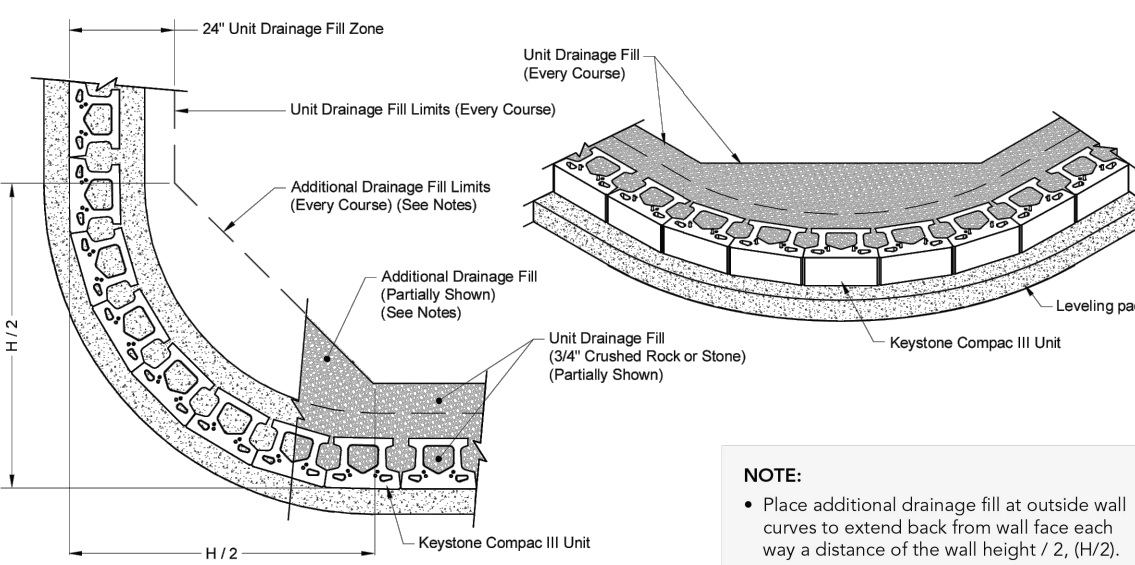 24" Unit Drainage Fill Zone
Unit Drainage Fill Limits (Every Course)
Additional Drainage Fill Limits
(Every Course) (See Notes)
Additional Drainage Fill
(Partially Shown)
(See Notes)
Unit Drainage Fill
(3/4" Crushed Rock or Stone)
(Partially Shown)
H / 2
H / 2
Keystone Compac III Unit
Unit Drainage Fill
(Every Course)
Leveling pa
Keystone Compac III Unit
NOTE:
• Place additional drainage fill at outside wall
curves to extend back from wall face each
way a distance of the wall height / 2, (H/2).